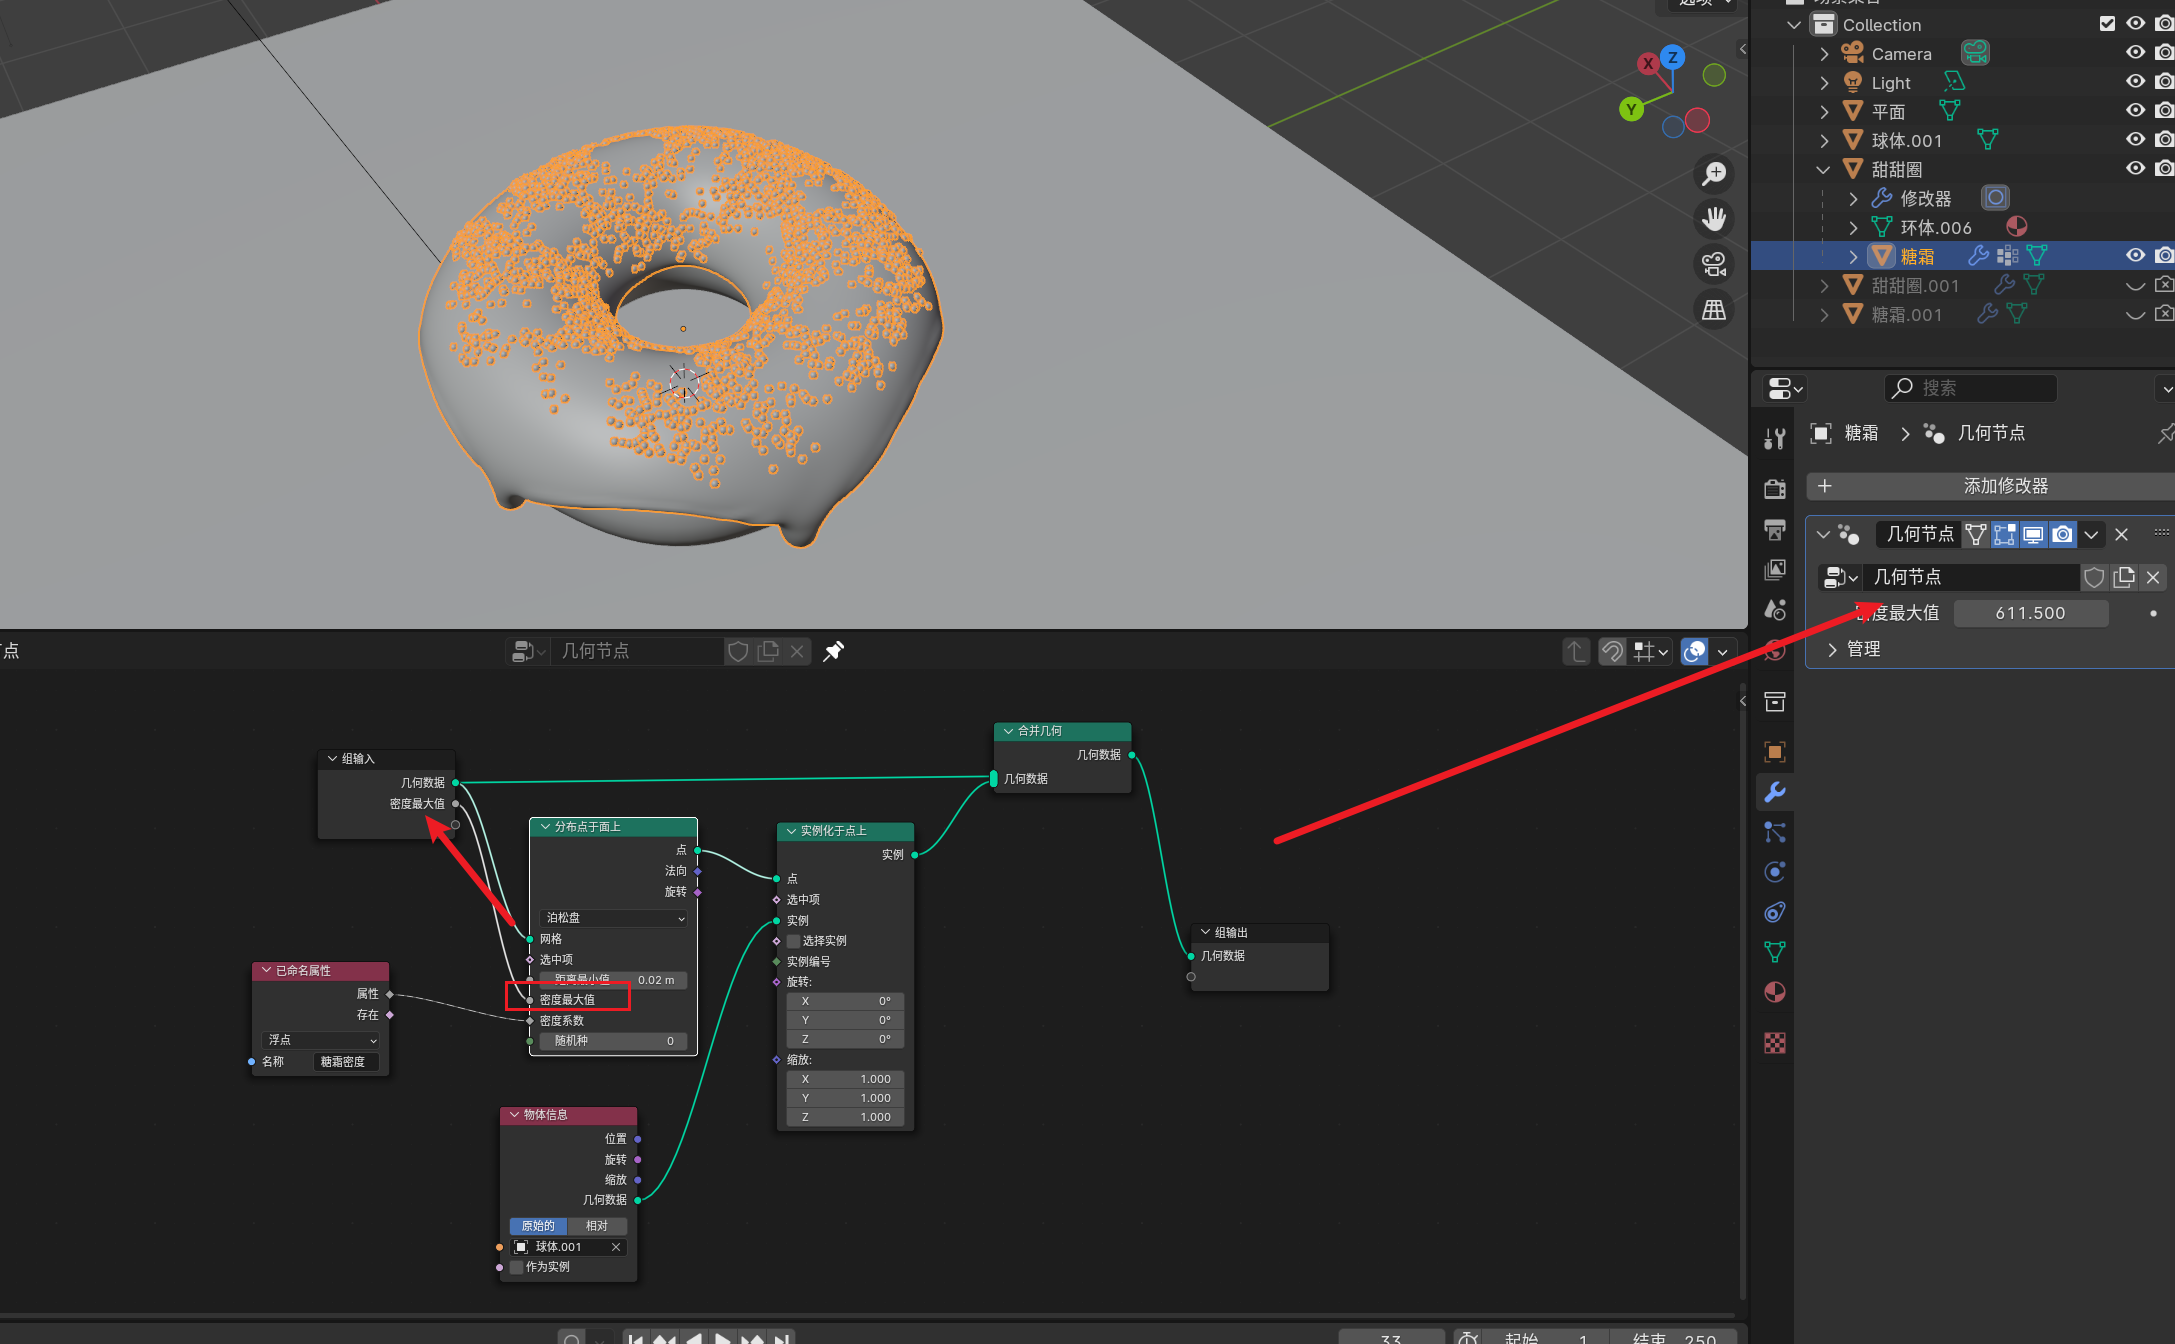 选项
场景集合
Collection
Camera
Light
平面
球体.001
甜甜圈
修改器
环体.006
糖霜
甜甜圈.001
糖霜.001
X
Z
Y
搜索
糖霜
几何节点
添加修改器
几何节点
几何节点
度最大值
611.500
管理
点
几何节点
组输入
几何数据
密度最大值
合并几何
几何数据
几何数据
分布点于面上
点
法向
旋转
泊松盘
网格
选中项
距离最小值 0.02 m
密度最大值
密度系数
随机种 0
实例化于点上
实例
点
选中项
实例
选择实例
实例编号
旋转:
X 0°
Y 0°
Z 0°
缩放:
X 1.000
Y 1.000
Z 1.000
组输出
几何数据
已命名属性
属性
存在
浮点
名称 糖霜密度
物体信息
位置
旋转
缩放
几何数据
原始的 相对
球体.001
作为实例
33
起始 1
结束 250